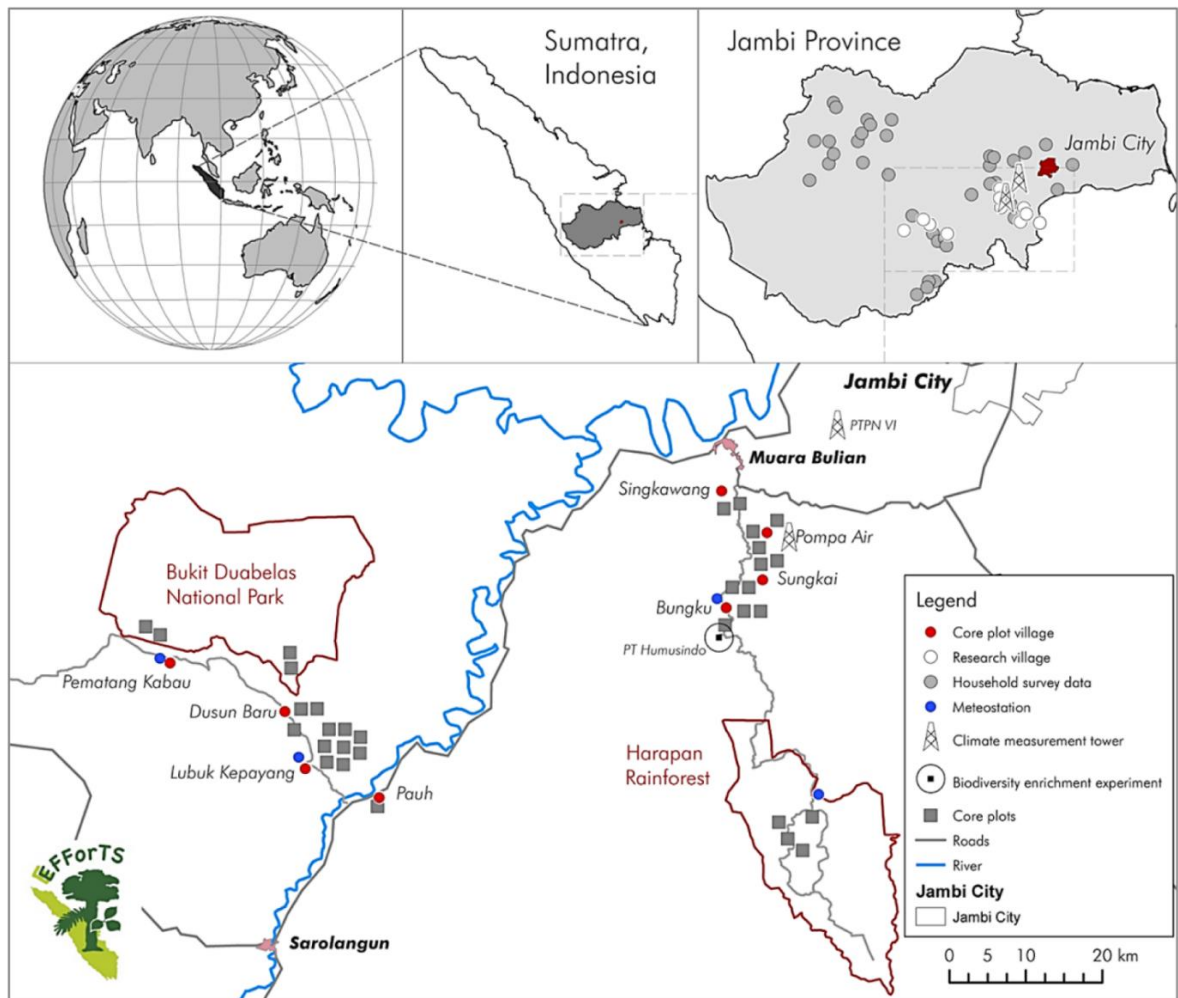 Sumatra,
Indonesia
Jambi Province
Jambi City
Jambi City
PTPN VI
Muara Bulian
Singkawang
Pompa Air
Sungkai
Bungku
PT Humusindo
Bukit Duabelas
National Park
Pematang Kabau
Dusun Baru
Lubuk Kepayang
Pauh
Harapan
Rainforest
Sarolangun
EFForTS
Legend
Core plot village
Research village
Household survey data
Meteostation
Climate measurement tower
Biodiversity enrichment experiment
Core plots
Roads
River
Jambi City
Jambi City
0 5 10 20 km